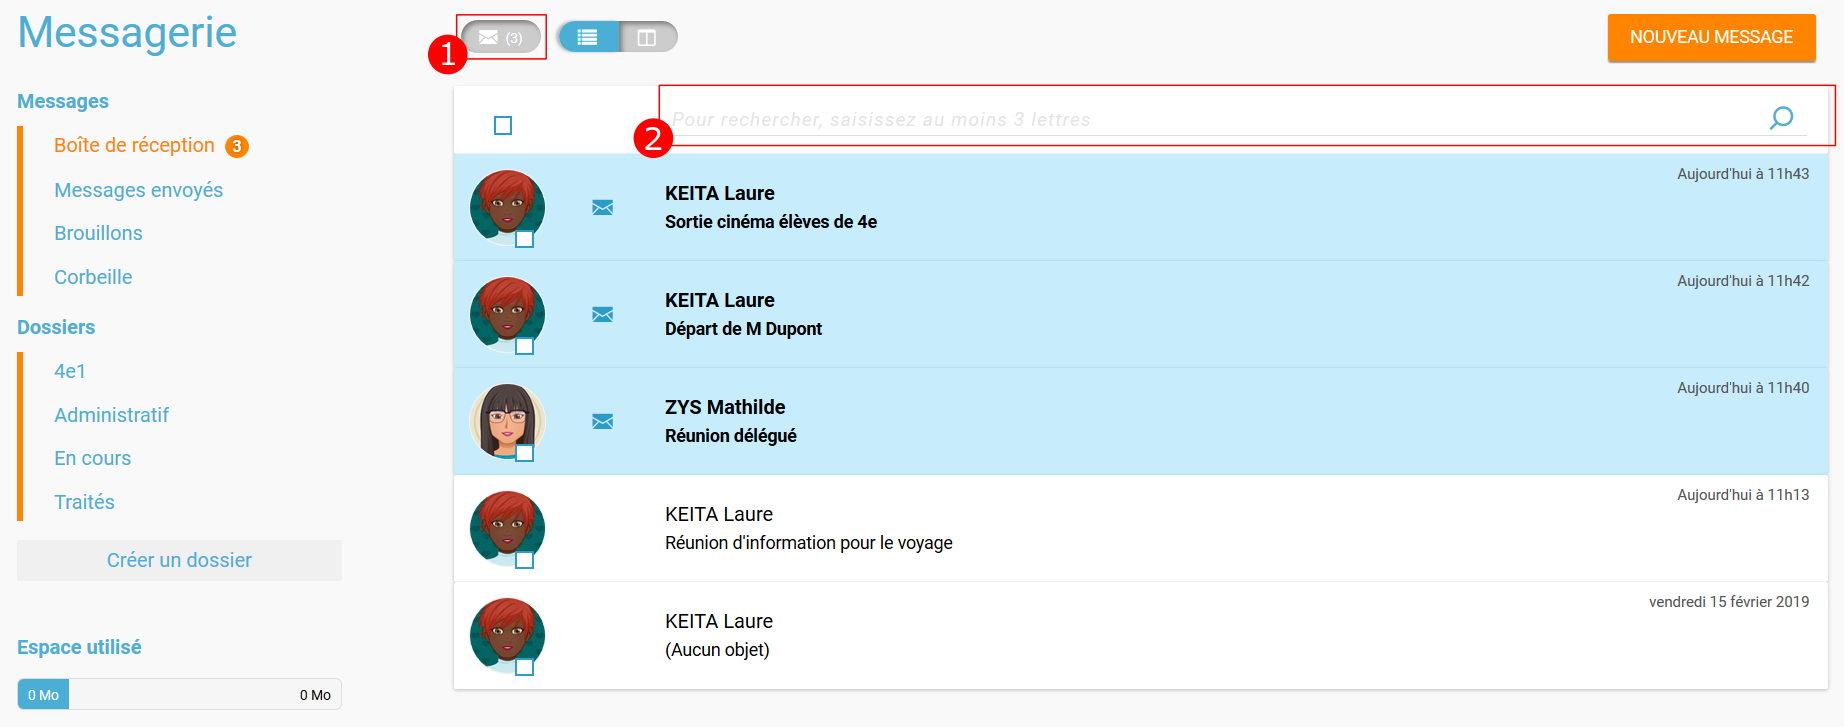 Messagerie
Messages
Boîte de réception 3
Messages envoyés
Brouillons
Corbeille
Dossiers
4e1
Administratif
En cours
Traités
Créer un dossier
Espace utilisé
0 Mo 0 Mo
1 (3)
NOUVEAU MESSAGE
2 Pour rechercher, saisissez au moins 3 lettres
KEITA Laure
Sortie cinéma élèves de 4e
Aujourd'hui à 11h43
KEITA Laure
Départ de M Dupont
Aujourd'hui à 11h42
ZYS Mathilde
Réunion délégué
Aujourd'hui à 11h40
KEITA Laure
Réunion d'information pour le voyage
Aujourd'hui à 11h13
KEITA Laure
(Aucun objet)
vendredi 15 février 2019